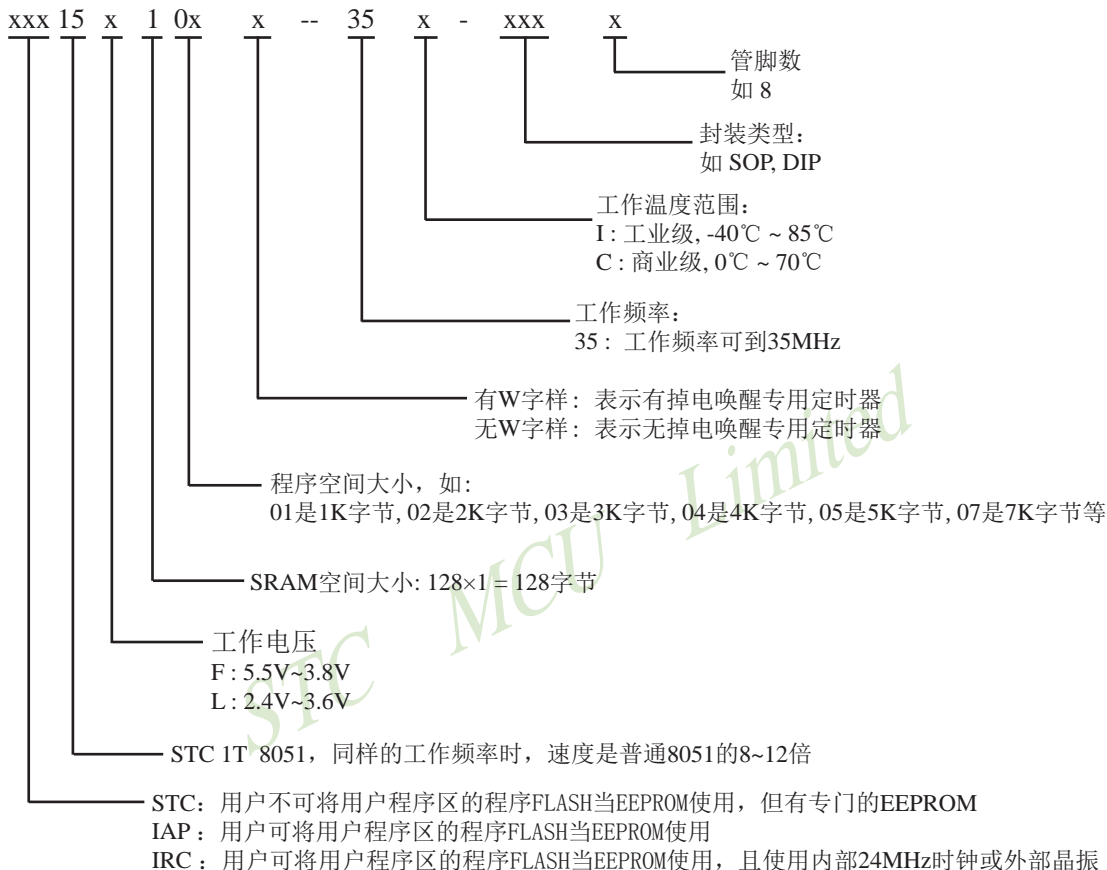 xxx 15 x 1 0x x -- 35 x - xxx x
管脚数
如 8
封装类型：
如 SOP, DIP
工作温度范围：
I : 工业级, -40℃ ~ 85℃
C : 商业级, 0℃ ~ 70℃
工作频率：
35 : 工作频率可到35MHz
有W字样：表示有掉电唤醒专用定时器
无W字样：表示无掉电唤醒专用定时器
程序空间大小，如:
01是1K字节, 02是2K字节, 03是3K字节, 04是4K字节, 05是5K字节, 07是7K字节等
SRAM空间大小: 128×1 = 128字节
工作电压
F : 5.5V~3.8V
L : 2.4V~3.6V
STC 1T 8051，同样的工作频率时，速度是普通8051的8~12倍
STC：用户不可将用户程序区的程序FLASH当EEPROM使用，但有专门的EEPROM
IAP：用户可将用户程序区的程序FLASH当EEPROM使用
IRC：用户可将用户程序区的程序FLASH当EEPROM使用，且使用内部24MHz时钟或外部晶振
STC MCU Limited